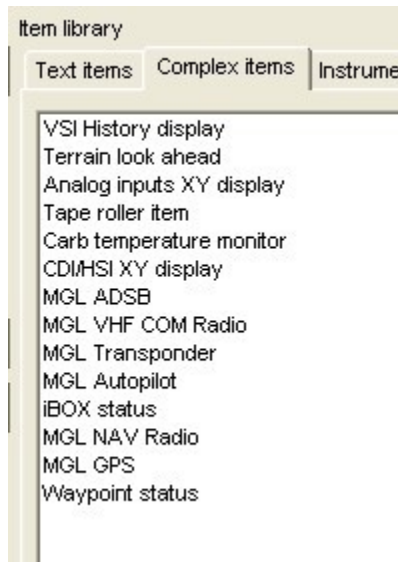 Item library
Text items Complex items Instrume
VSI History display
Terrain look ahead
Analog inputs XY display
Tape roller item
Carb temperature monitor
CDI/HSI XY display
MGL ADSB
MGL VHF COM Radio
MGL Transponder
MGL Autopilot
iBOX status
MGL NAV Radio
MGL GPS
Waypoint status